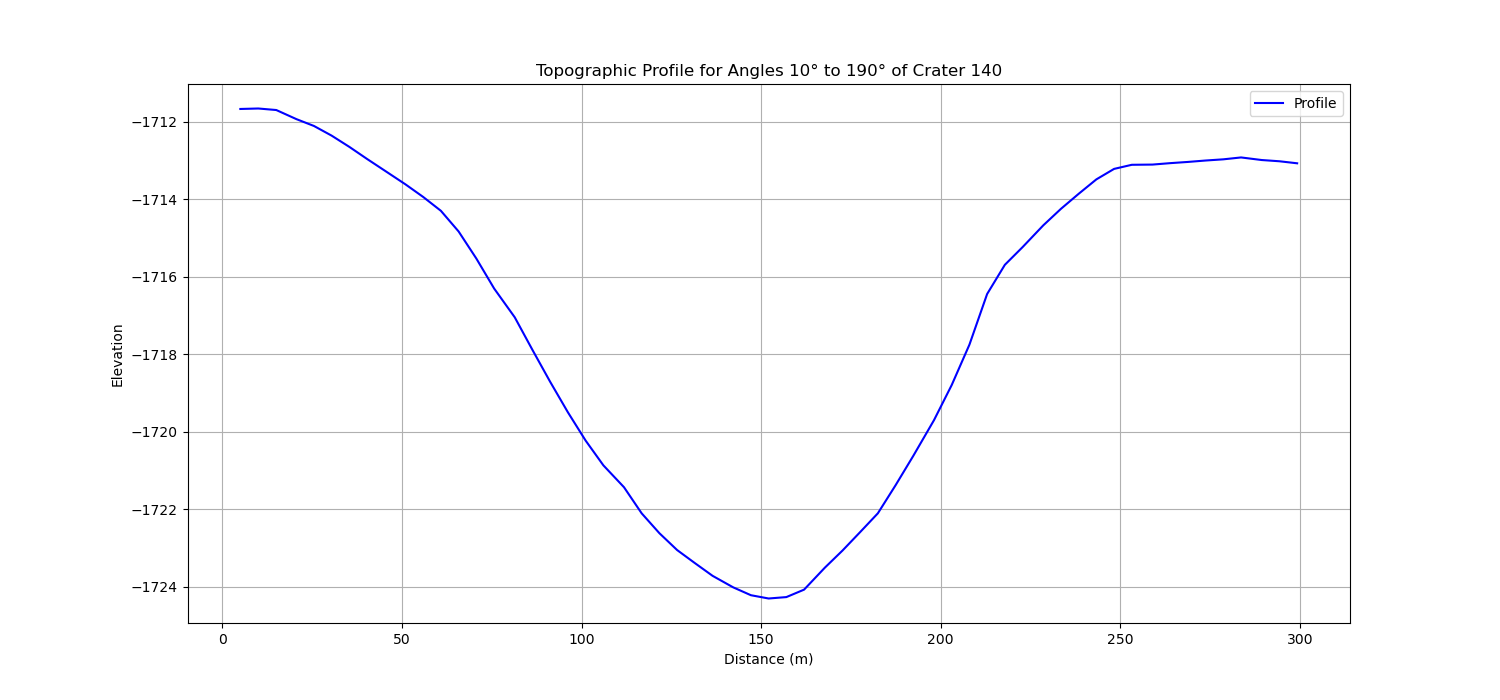 Topographic Profile for Angles 10° to 190° of Crater 140
Profile
−1712
−1714
−1716
−1718
−1720
−1722
−1724
Elevation
0 50 100 150 200 250 300
Distance (m)